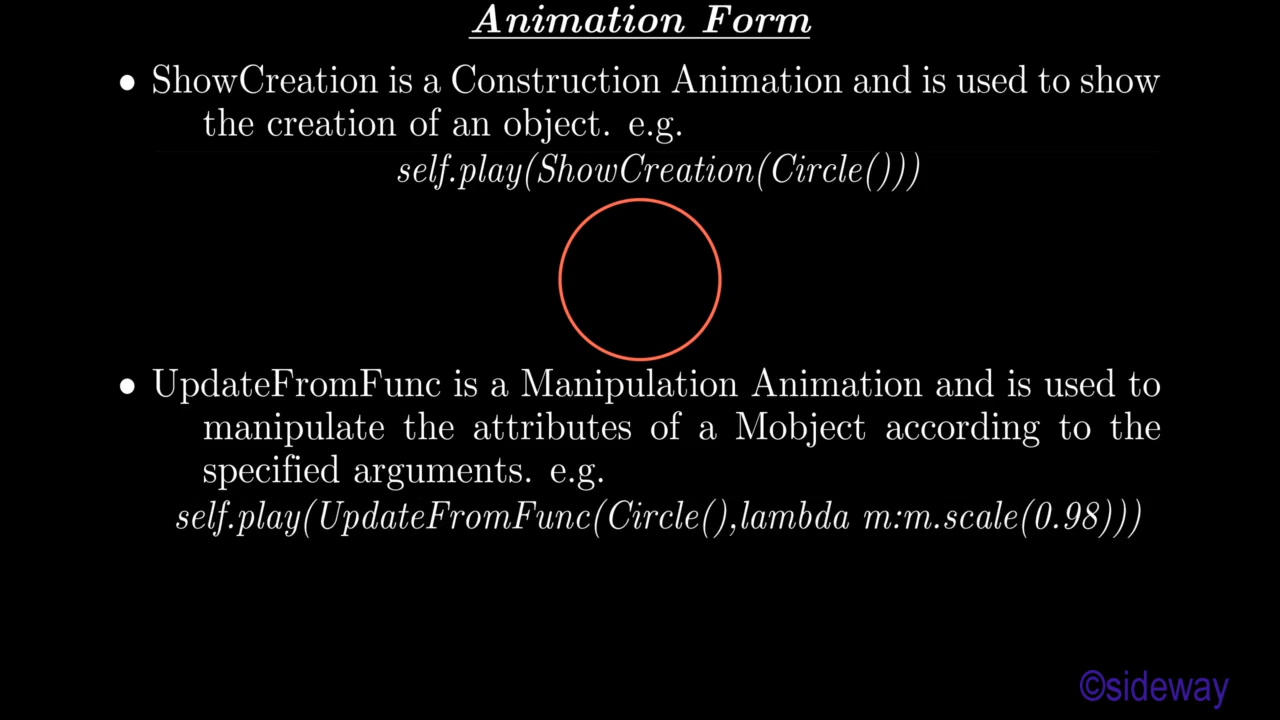 Animation Form
• ShowCreation is a Construction Animation and is used to show
the creation of an object. e.g.
self.play(ShowCreation(Circle()))
• UpdateFromFunc is a Manipulation Animation and is used to
manipulate the attributes of a Mobject according to the
specified arguments. e.g.
self.play(UpdateFromFunc(Circle(),lambda m:m.scale(0.98)))
©sideway